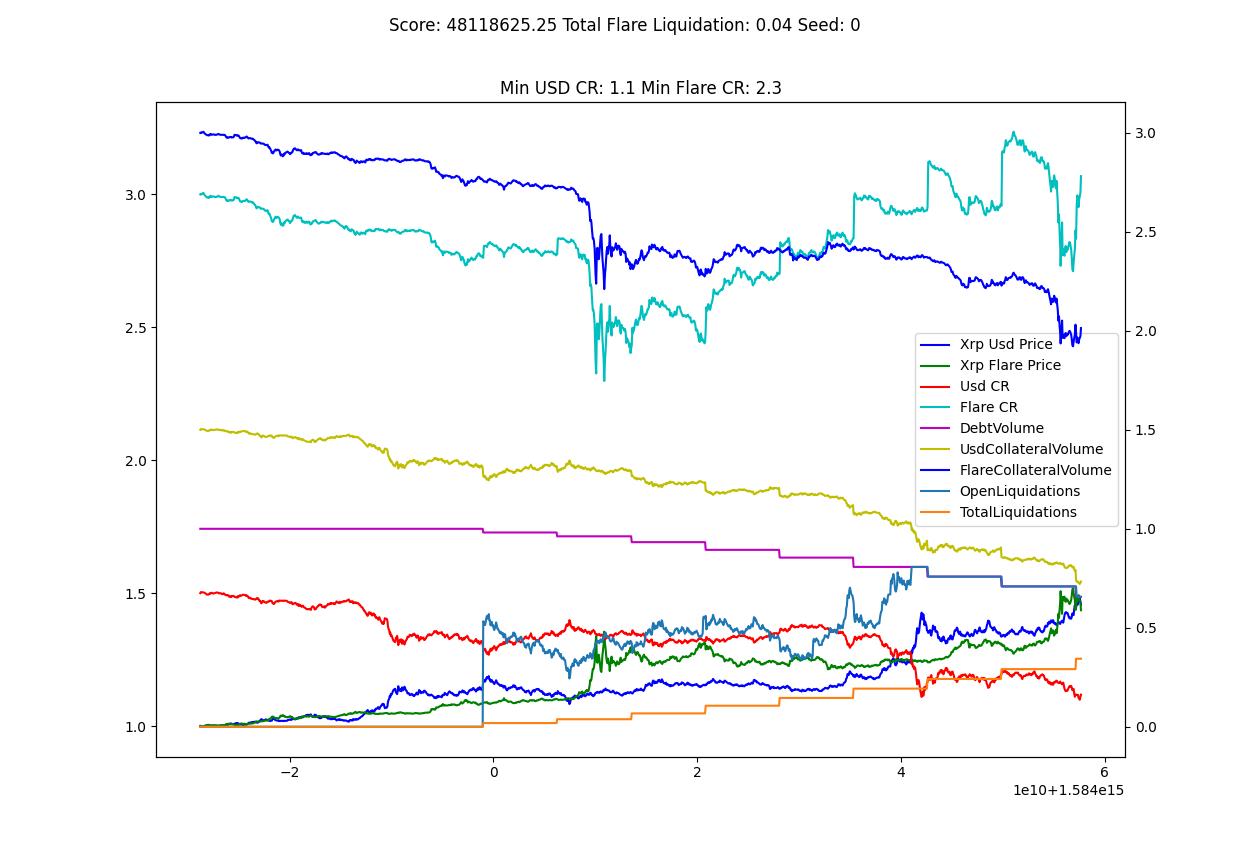 Score: 48118625.25 Total Flare Liquidation: 0.04 Seed: 0
Min USD CR: 1.1 Min Flare CR: 2.3
3.0
2.5
2.0
1.5
1.0
3.0
2.5
2.0
1.5
1.0
0.5
0.0
Xrp Usd Price
Xrp Flare Price
Usd CR
Flare CR
DebtVolume
UsdCollateralVolume
FlareCollateralVolume
OpenLiquidations
TotalLiquidations
−2 0 2 4 6
1e10+1.584e15